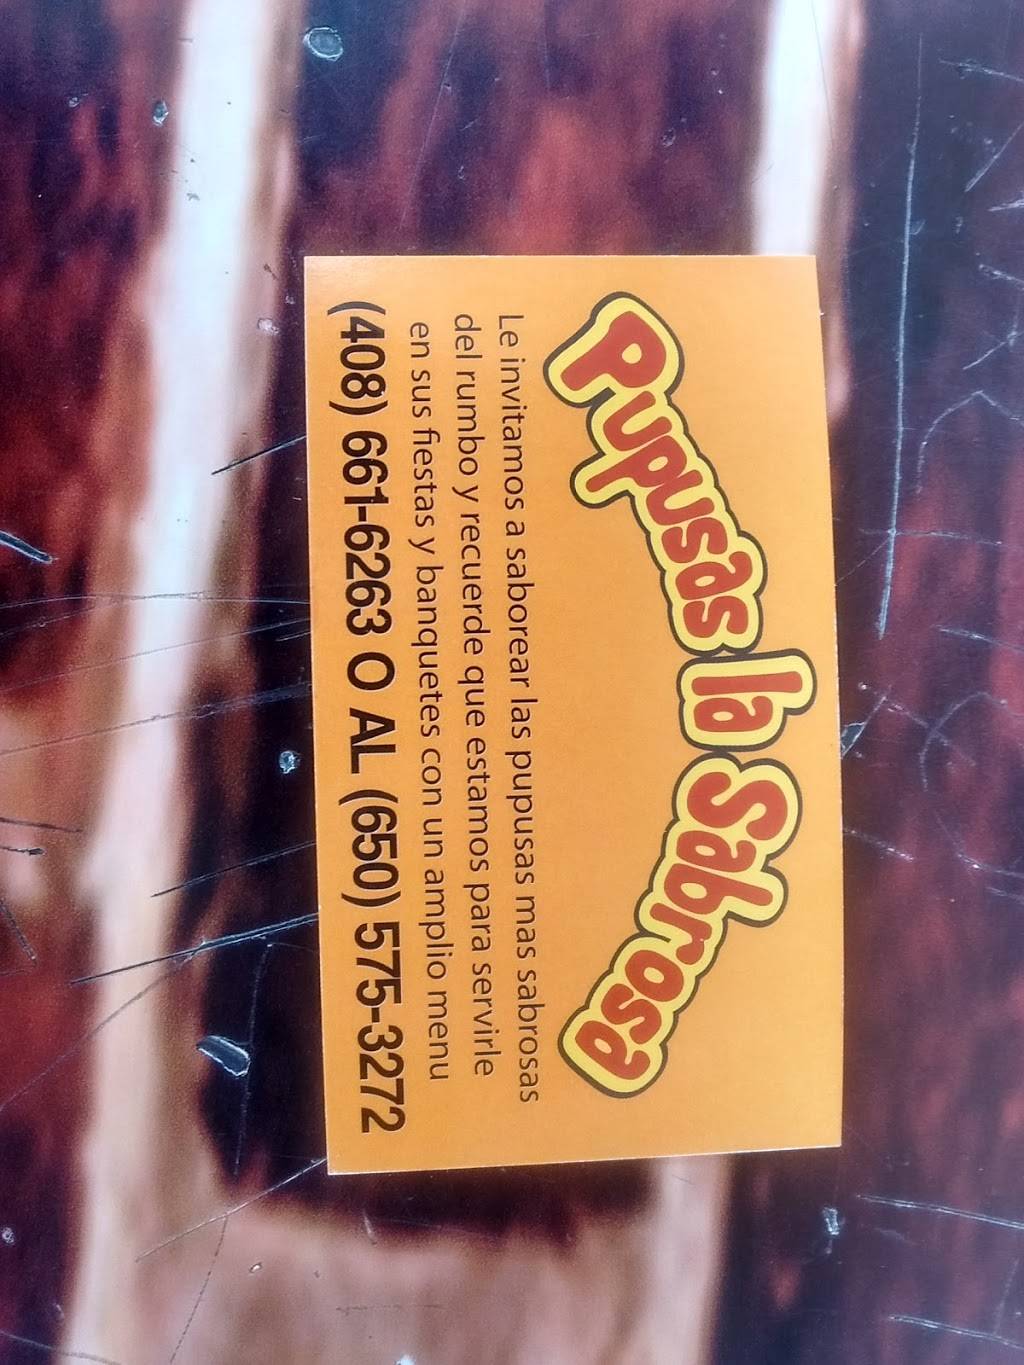 Pupusas la Sabrosa
Le invitamos a saborear las pupusas mas sabrosas
del rumbo y recuerde que estamos para servirle
en sus fiestas y banquetes con un amplio menu
(408) 661-6263 O AL (650) 575-3272